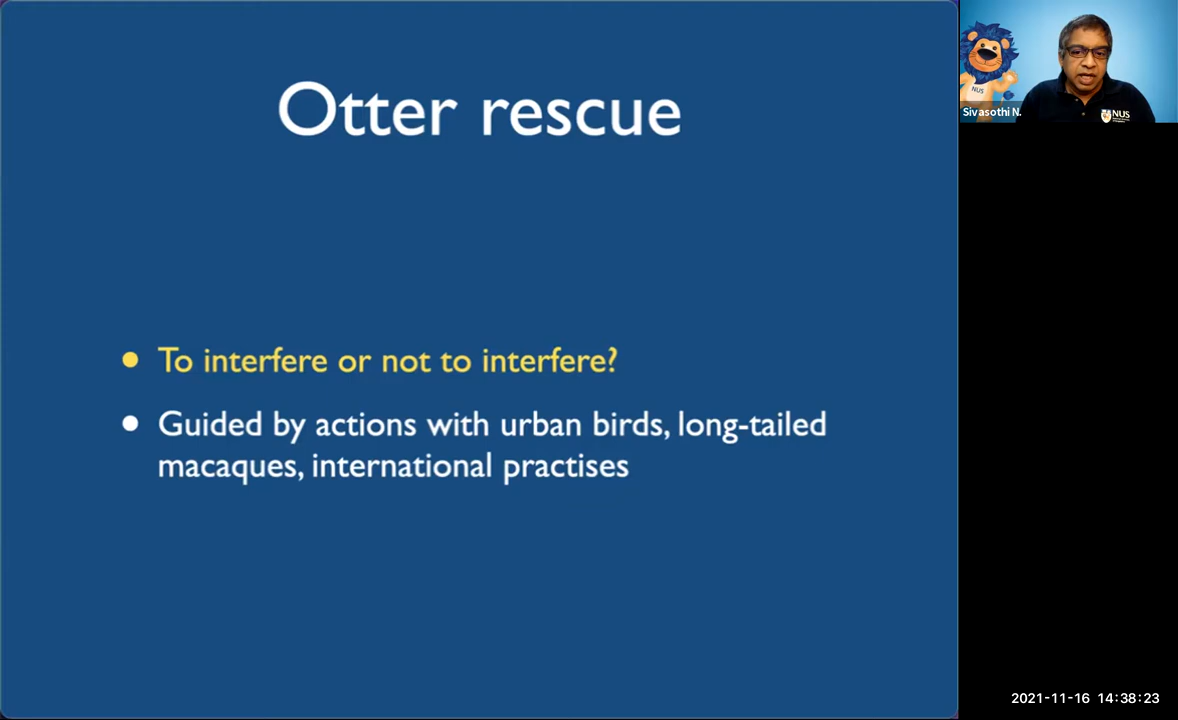 Otter rescue
• To interfere or not to interfere?
• Guided by actions with urban birds, long-tailed
macaques, international practises
NUS
NUS
Sivasothi N.
2021-11-16 14:38:23